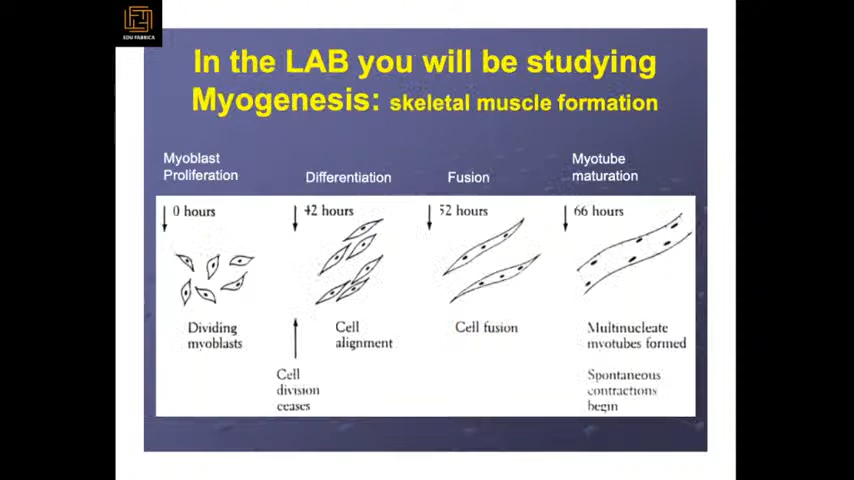 EDU FABRICA
In the LAB you will be studying
Myogenesis: skeletal muscle formation
Myoblast
Proliferation
Differentiation
Fusion
Myotube
maturation
0 hours
42 hours
52 hours
66 hours
Dividing
myoblasts
Cell
alignment
Cell fusion
Multinucleate
myotubes formed
Cell
division
ceases
Spontaneous
contractions
begin